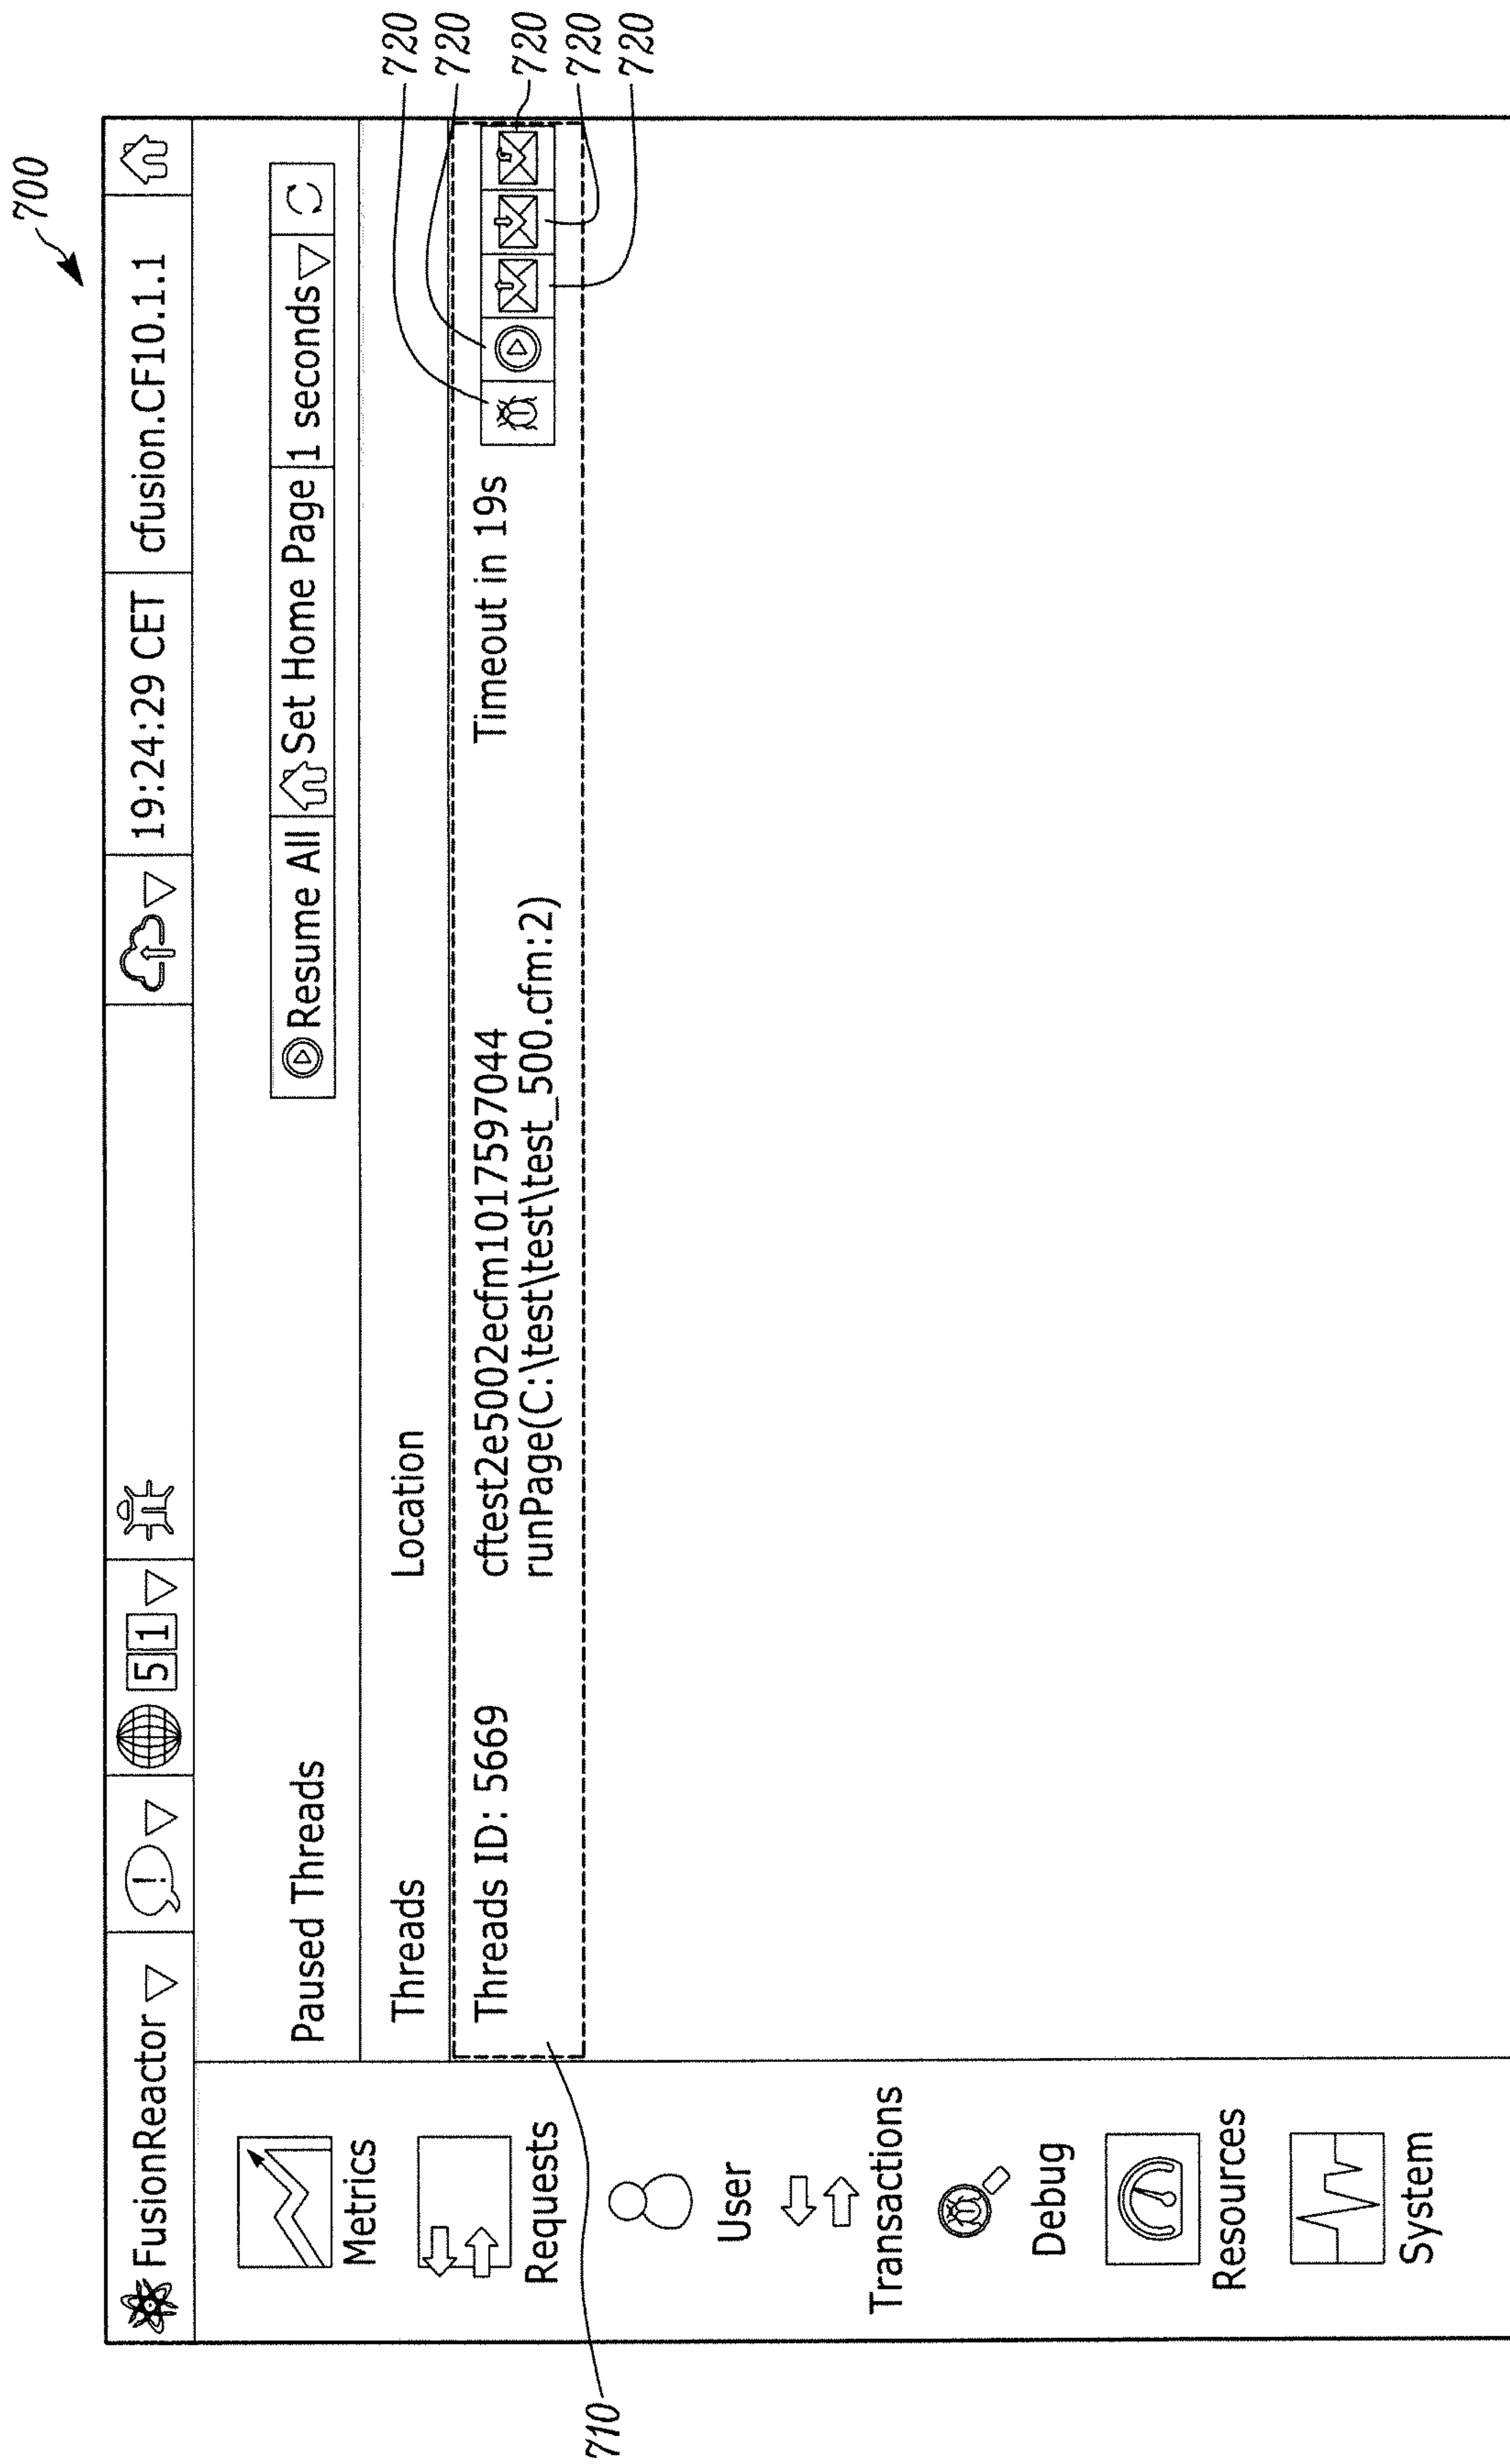 700
FusionReactor
!
5 1
19:24:29 CET
cfusion.CF10.1.1
Paused Threads
Resume All
Set Home Page
1 seconds
Threads
Location
Threads ID: 5669
cftest2e5002ecfm1017597044
runPage(C:\test\test\test_500.cfm:2)
Timeout in 19s
720
720
720
720
720
710
Metrics
Requests
User
Transactions
Debug
Resources
System